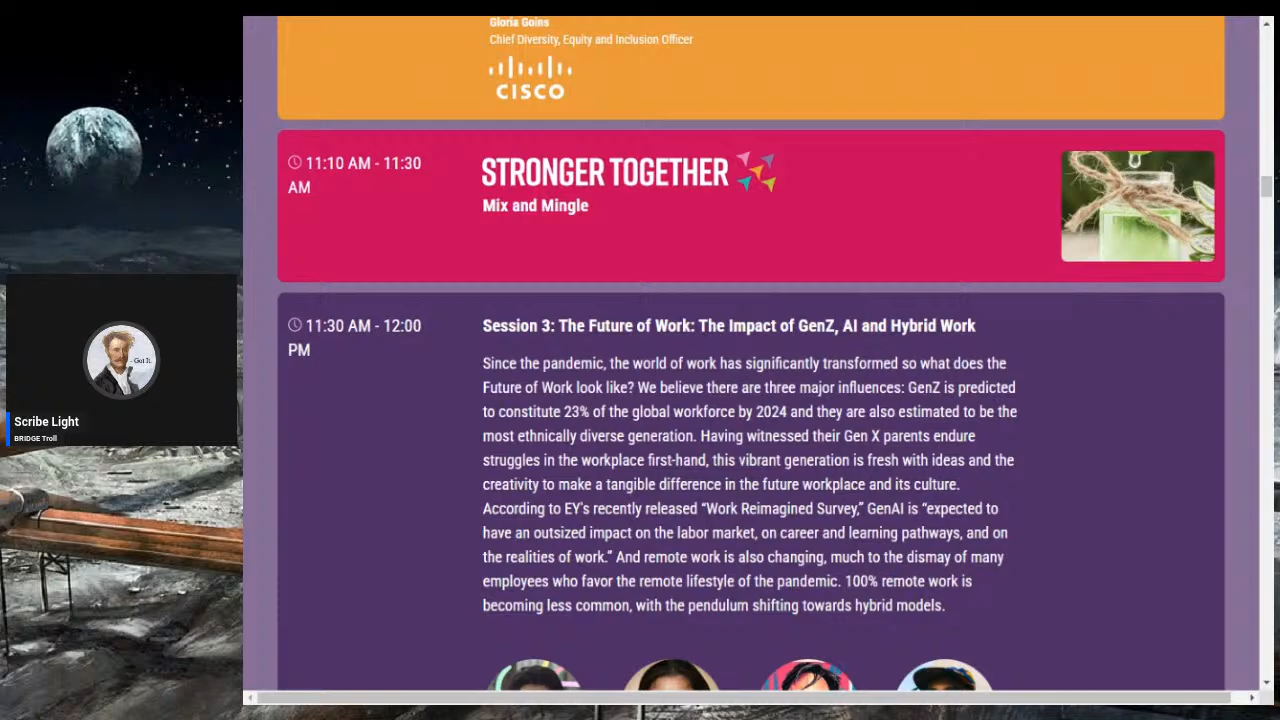 Gloria Goins
Chief Diversity, Equity and Inclusion Officer
CISCO
11:10 AM - 11:30
AM
STRONGER TOGETHER
Mix and Mingle
11:30 AM - 12:00
PM
Session 3: The Future of Work: The Impact of GenZ, AI and Hybrid Work
Since the pandemic, the world of work has significantly transformed so what does the
Future of Work look like? We believe there are three major influences: GenZ is predicted
to constitute 23% of the global workforce by 2024 and they are also estimated to be the
most ethnically diverse generation. Having witnessed their Gen X parents endure
struggles in the workplace first-hand, this vibrant generation is fresh with ideas and the
creativity to make a tangible difference in the future workplace and its culture.
According to EY's recently released “Work Reimagined Survey,” GenAI is “expected to
have an outsized impact on the labor market, on career and learning pathways, and on
the realities of work.” And remote work is also changing, much to the dismay of many
employees who favor the remote lifestyle of the pandemic. 100% remote work is
becoming less common, with the pendulum shifting towards hybrid models.
- Got It.
Scribe Light
BRIDGE Troll